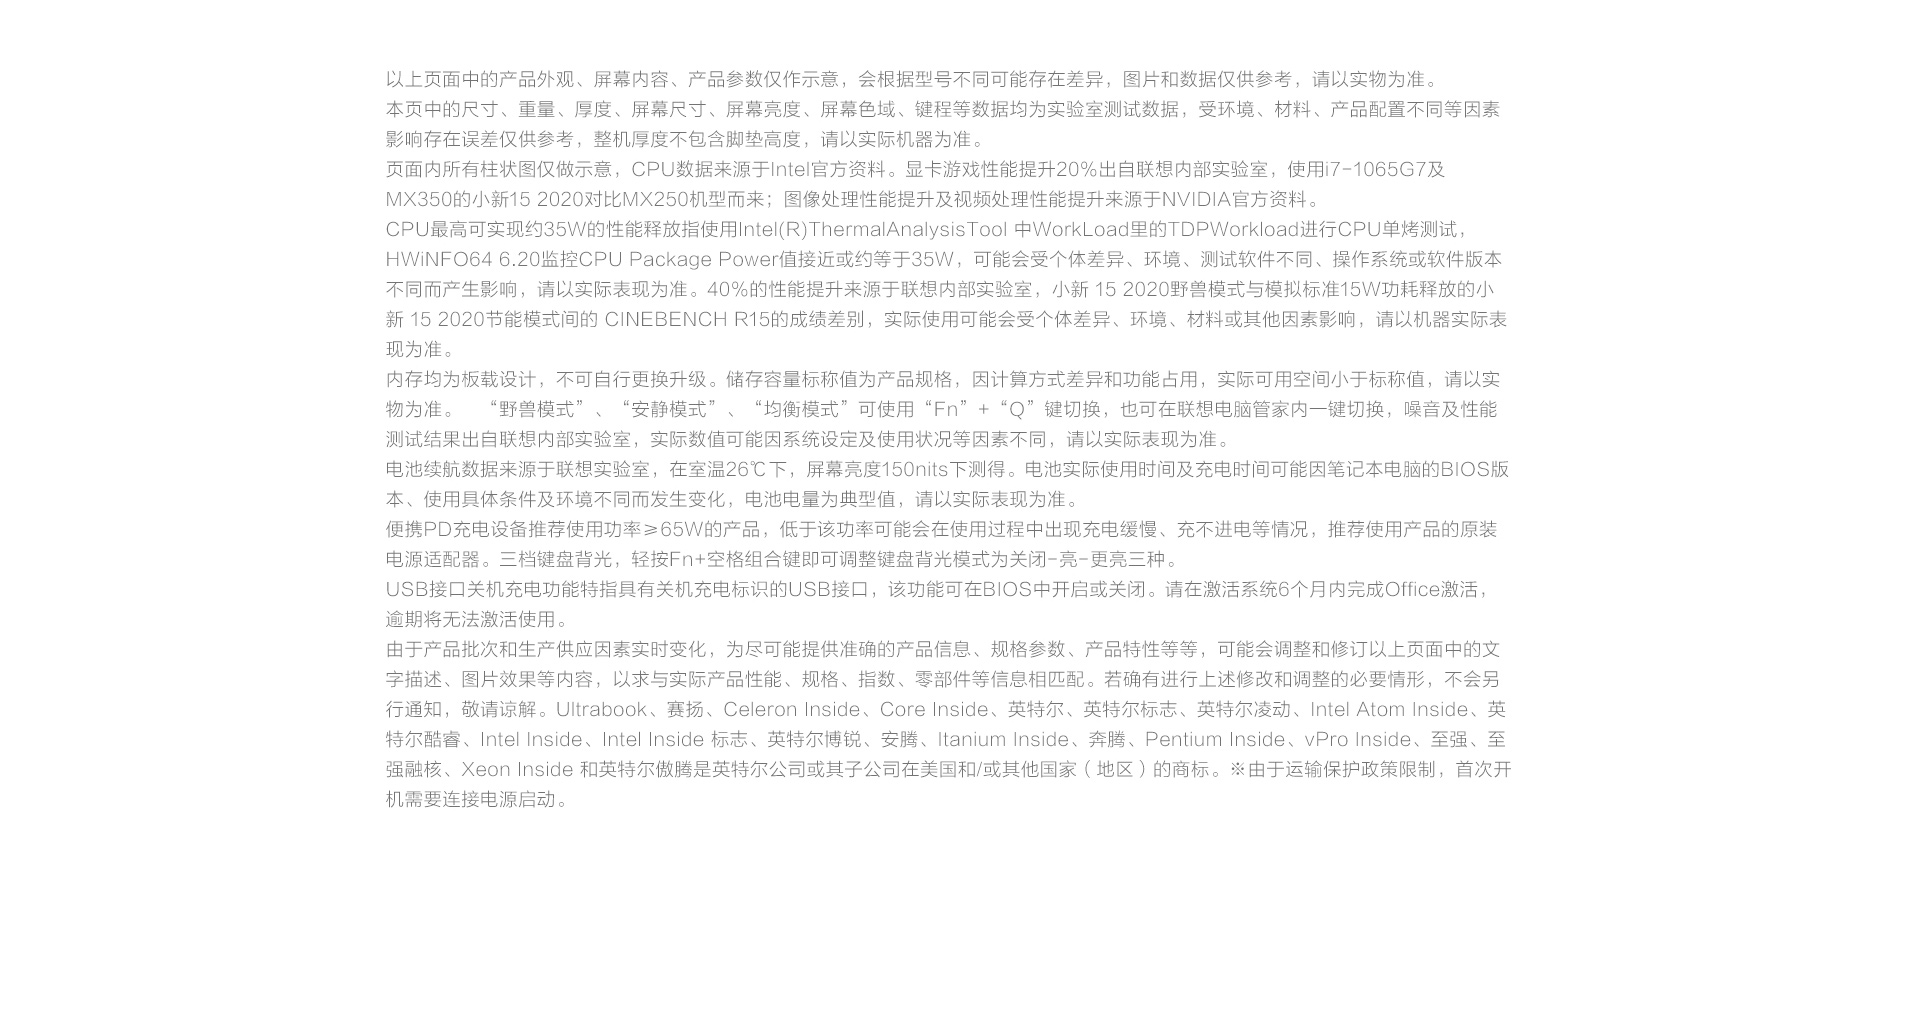 以上页面中的产品外观、屏幕内容、产品参数仅作示意，会根据型号不同可能存在差异，图片和数据仅供参考，请以实物为准。
本页中的尺寸、重量、厚度、屏幕尺寸、屏幕亮度、屏幕色域、键程等数据均为实验室测试数据，受环境、材料、产品配置不同等因素
影响存在误差仅供参考，整机厚度不包含脚垫高度，请以实际机器为准。
页面内所有柱状图仅做示意，CPU数据来源于Intel官方资料。显卡游戏性能提升20%出自联想内部实验室，使用i7-1065G7及
MX350的小新15 2020对比MX250机型而来；图像处理性能提升及视频处理性能提升来源于NVIDIA官方资料。
CPU最高可实现约35W的性能释放指使用Intel(R)ThermalAnalysisTool 中WorkLoad里的TDPWorkload进行CPU单烤测试，
HWiNFO64 6.20监控CPU Package Power值接近或约等于35W，可能会受个体差异、环境、测试软件不同、操作系统或软件版本
不同而产生影响，请以实际表现为准。40%的性能提升来源于联想内部实验室，小新 15 2020野兽模式与模拟标准15W功耗释放的小
新 15 2020节能模式间的 CINEBENCH R15的成绩差别，实际使用可能会受个体差异、环境、材料或其他因素影响，请以机器实际表
现为准。
内存均为板载设计，不可自行更换升级。储存容量标称值为产品规格，因计算方式差异和功能占用，实际可用空间小于标称值，请以实
物为准。 “野兽模式”、“安静模式”、“均衡模式”可使用“Fn”+“Q”键切换，也可在联想电脑管家内一键切换，噪音及性能
测试结果出自联想内部实验室，实际数值可能因系统设定及使用状况等因素不同，请以实际表现为准。
电池续航数据来源于联想实验室，在室温26℃下，屏幕亮度150nits下测得。电池实际使用时间及充电时间可能因笔记本电脑的BIOS版
本、使用具体条件及环境不同而发生变化，电池电量为典型值，请以实际表现为准。
便携PD充电设备推荐使用功率≥65W的产品，低于该功率可能会在使用过程中出现充电缓慢、充不进电等情况，推荐使用产品的原装
电源适配器。三档键盘背光，轻按Fn+空格组合键即可调整键盘背光模式为关闭-亮-更亮三种。
USB接口关机充电功能特指具有关机充电标识的USB接口，该功能可在BIOS中开启或关闭。请在激活系统6个月内完成Office激活，
逾期将无法激活使用。
由于产品批次和生产供应因素实时变化，为尽可能提供准确的产品信息、规格参数、产品特性等等，可能会调整和修订以上页面中的文
字描述、图片效果等内容，以求与实际产品性能、规格、指数、零部件等信息相匹配。若确有进行上述修改和调整的必要情形，不会另
行通知，敬请谅解。Ultrabook、赛扬、Celeron Inside、Core Inside、英特尔、英特尔标志、英特尔凌动、Intel Atom Inside、英
特尔酷睿、Intel Inside、Intel Inside 标志、英特尔博锐、安腾、Itanium Inside、奔腾、Pentium Inside、vPro Inside、至强、至
强融核、Xeon Inside 和英特尔傲腾是英特尔公司或其子公司在美国和/或其他国家（地区）的商标。※由于运输保护政策限制，首次开
机需要连接电源启动。